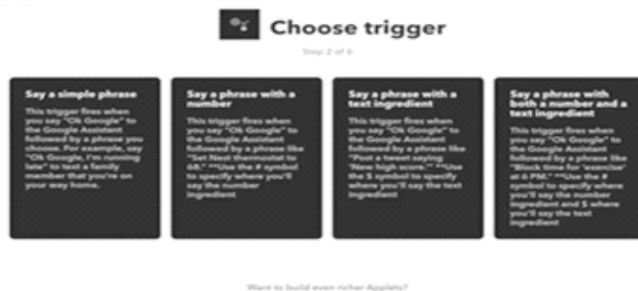 Choose trigger
Step 2 of 6
Say a simple phrase
This trigger fires when
you say "Ok Google" to
the Google Assistant
followed by a phrase you
choose. For example, say
"Ok Google, I'm running
late" to text a family
member that you're on
your way home.
Say a phrase with a
number
This trigger fires when
you say "Ok Google" to
the Google Assistant
followed by a phrase like
"Set Nest thermostat to
68." **Use the # symbol
to specify where you'll
say the number
ingredient
Say a phrase with a
text ingredient
This trigger fires when
you say "Ok Google" to
the Google Assistant
followed by a phrase like
"Post a tweet saying
'New high score.'" **Use
the $ symbol to specify
where you'll say the text
ingredient
Say a phrase with
both a number and a
text ingredient
This trigger fires when
you say "Ok Google" to
the Google Assistant
followed by a phrase like
"Block time for 'exercise'
at 6 PM." **Use the #
symbol to specify where
you'll say the number
ingredient and $ where
you'll say the text
ingredient
Want to build even richer Applets?